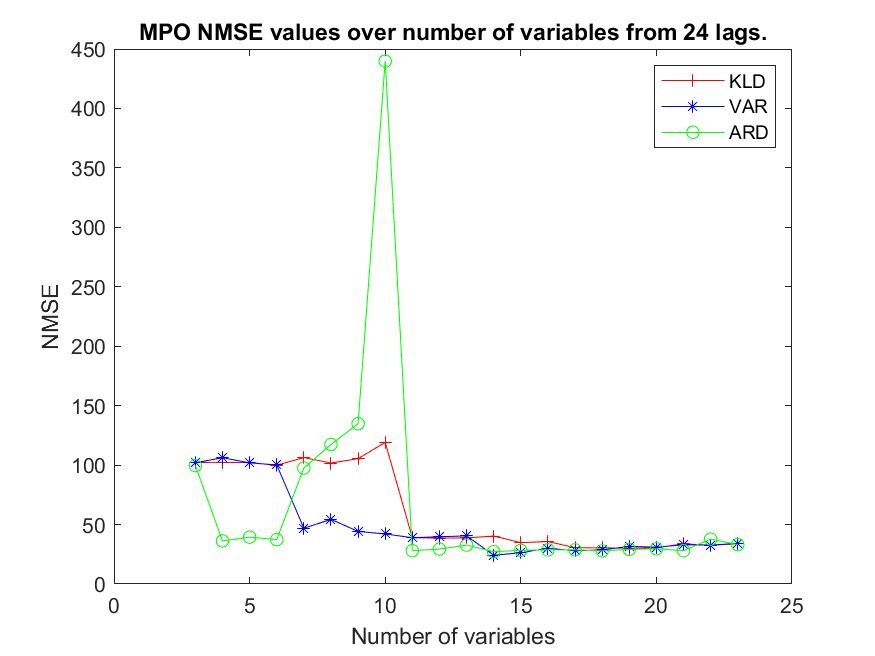 MPO NMSE values over number of variables from 24 lags.
KLD
VAR
ARD
450
400
350
300
250
200
150
100
50
0
NMSE
0 5 10 15 20 25
Number of variables